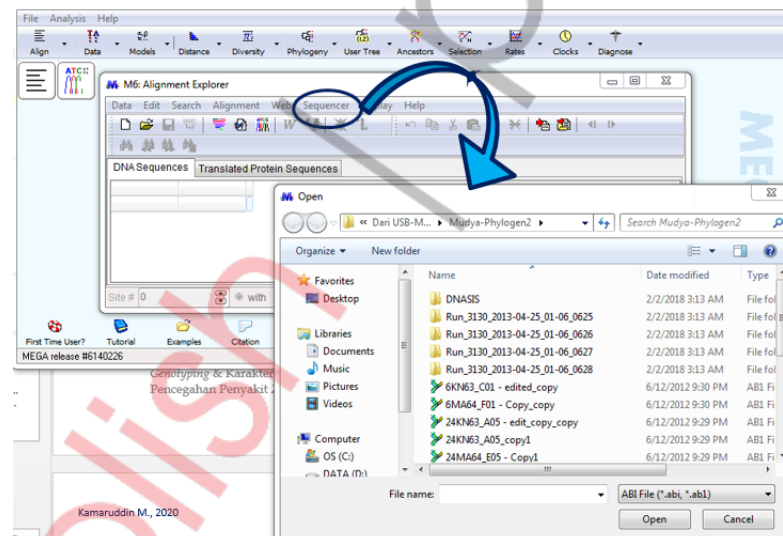 File Analysis Help
Align Data Models Distance Diversity Phylogeny User Tree Ancestors Selection Rates Clocks Diagnose
M6: Alignment Explorer
Data Edit Search Alignment Web Sequencer Display Help
DNA Sequences Translated Protein Sequences
Site # 0 with
First Time User? Tutorial Examples Citation
MEGA release #6140226
Genotyping & Karakter
Pencegahan Penyakit
Kamaruddin M., 2020
Open
« Dari USB-M... Mudya-Phylogen2 Search Mudya-Phylogen2
Organize New folder
Name Date modified Type
Favorites
Desktop
Libraries
Documents
Music
Pictures
Videos
Computer
OS (C:)
DATA (D:)
DNASIS 2/2/2018 3:13 AM File fol
Run_3130_2013-04-25_01-06_0625 2/2/2018 3:13 AM File fol
Run_3130_2013-04-25_01-06_0626 2/2/2018 3:13 AM File fol
Run_3130_2013-04-25_01-06_0627 2/2/2018 3:13 AM File fol
Run_3130_2013-04-25_01-06_0628 2/2/2018 3:13 AM File fol
6KN63_C01 - edited_copy 6/12/2012 9:30 PM AB1 Fi
6MA64_F01 - Copy_copy 6/12/2012 9:30 PM AB1 Fi
24KN63_A05 - edit_copy_copy 6/12/2012 9:29 PM AB1 Fi
24KN63_A05_copy1 6/12/2012 9:29 PM AB1 Fi
24MA64_E05 - Copy1 6/12/2012 9:29 PM AB1 Fi
File name: ABI File (*.abi, *.ab1)
Open Cancel